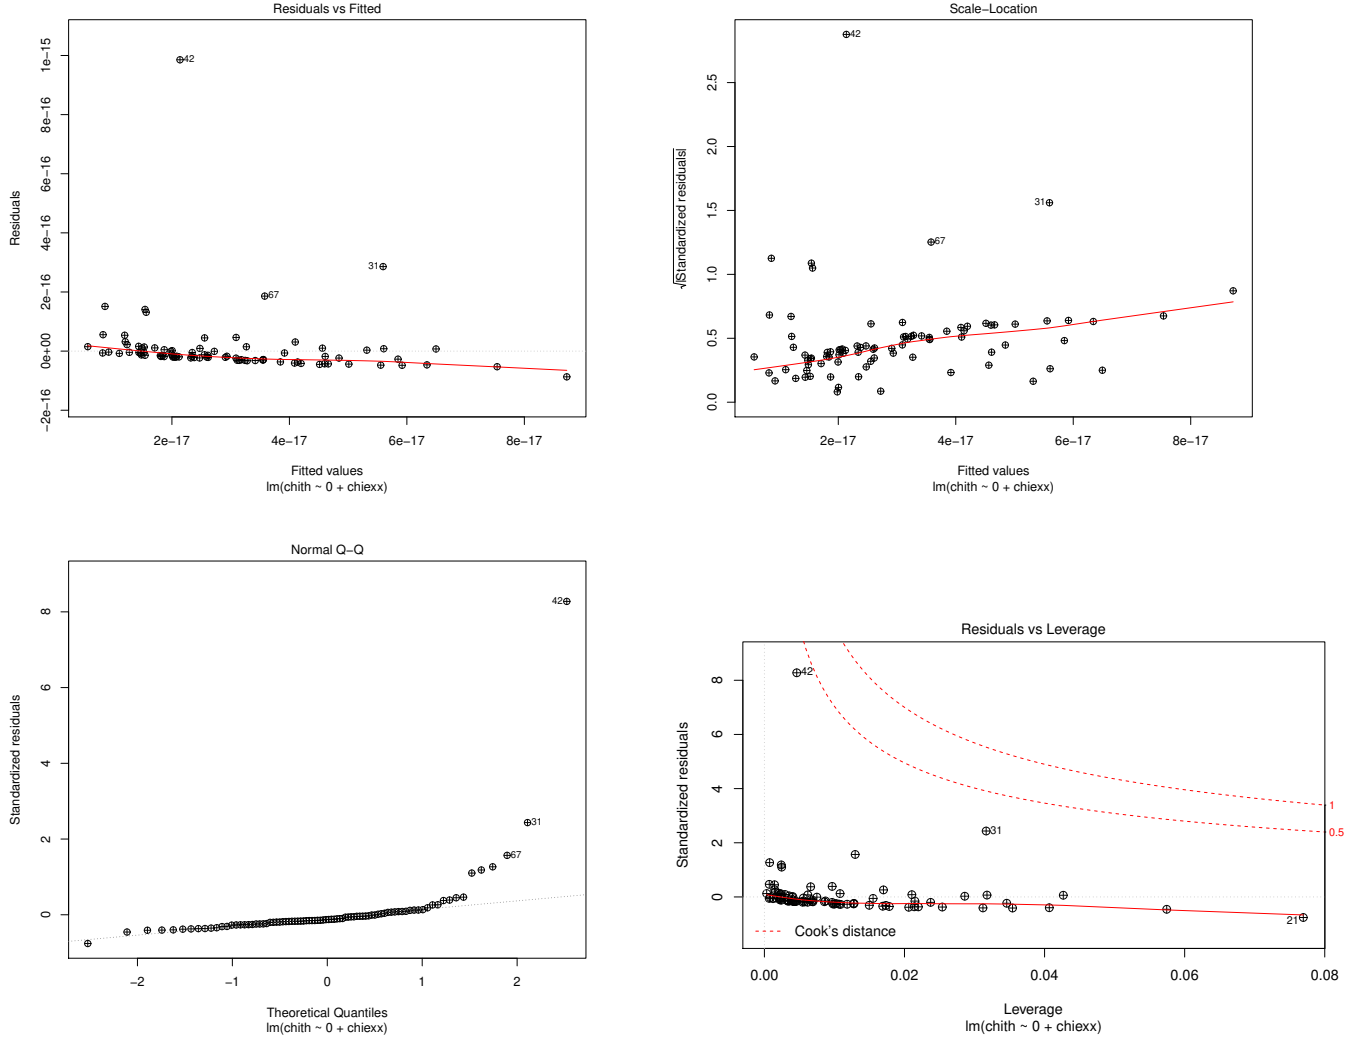 Residuals vs Fitted
1e−15
8e−16
6e−16
4e−16
2e−16
0e+00
−2e−16
Residuals
42
31
67
2e−17 4e−17 6e−17 8e−17
Fitted values
lm(chith ~ 0 + chiexx)
Scale−Location
2.5
2.0
1.5
1.0
0.5
0.0
√|Standardized residuals|
42
31
67
2e−17 4e−17 6e−17 8e−17
Fitted values
lm(chith ~ 0 + chiexx)
Normal Q−Q
8
6
4
2
0
Standardized residuals
42
31
67
−2 −1 0 1 2
Theoretical Quantiles
lm(chith ~ 0 + chiexx)
Residuals vs Leverage
8
6
4
2
0
Standardized residuals
42
31
21
1
0.5
Cook's distance
0.00 0.02 0.04 0.06 0.08
Leverage
lm(chith ~ 0 + chiexx)